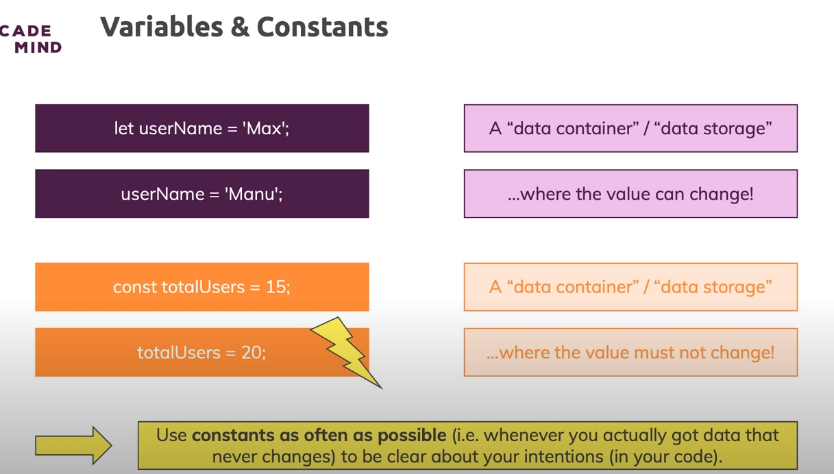 Variables & Constants
CADE
MIND
let userName = 'Max';
A “data container” / “data storage”
userName = 'Manu';
...where the value can change!
const totalUsers = 15;
A “data container” / “data storage”
totalUsers = 20;
...where the value must not change!
Use constants as often as possible (i.e. whenever you actually got data that
never changes) to be clear about your intentions (in your code).